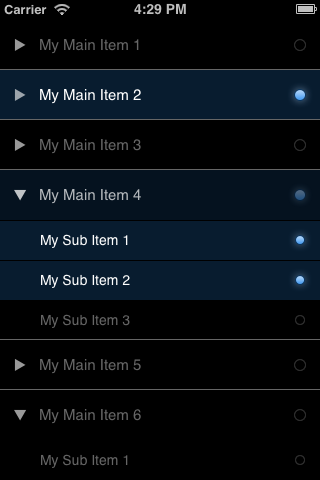 Carrier 4:29 PM
My Main Item 1
My Main Item 2
My Main Item 3
My Main Item 4
My Sub Item 1
My Sub Item 2
My Sub Item 3
My Main Item 5
My Main Item 6
My Sub Item 1